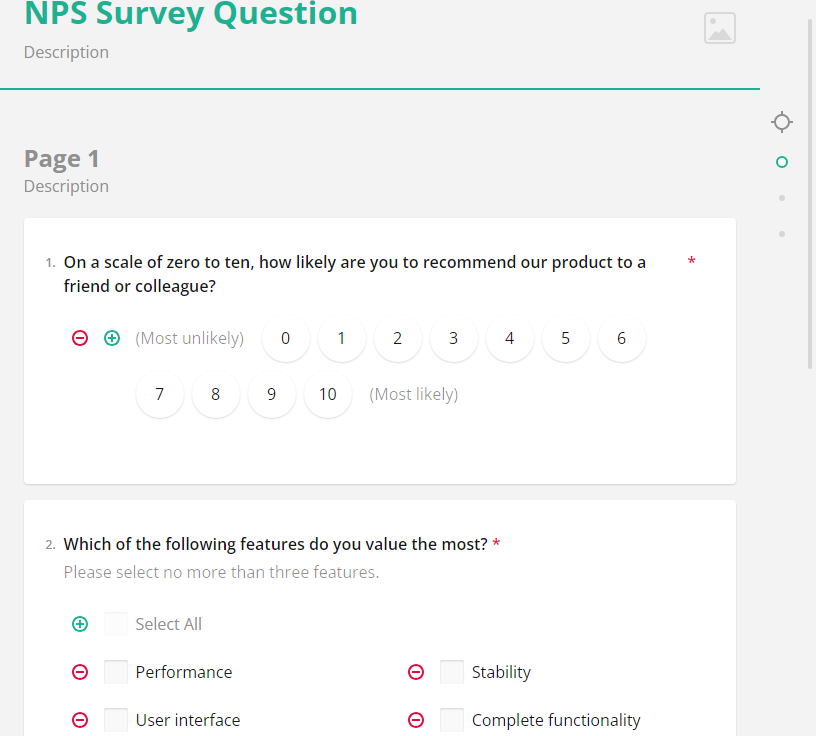 NPS Survey Question
Description
Page 1
Description
1. On a scale of zero to ten, how likely are you to recommend our product to a *
friend or colleague?
(Most unlikely) 0 1 2 3 4 5 6
7 8 9 10 (Most likely)
2. Which of the following features do you value the most? *
Please select no more than three features.
Select All
Performance Stability
User interface Complete functionality